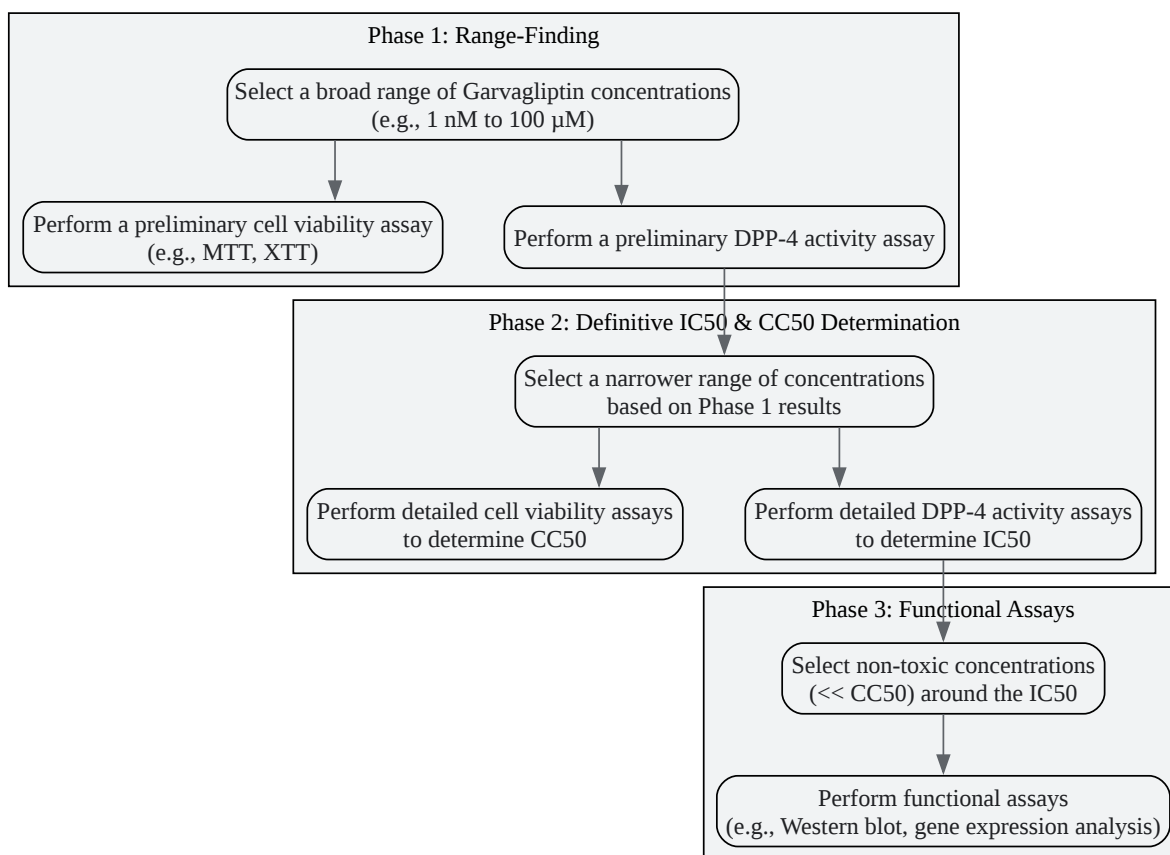 Phase 1: Range-Finding
Select a broad range of Garvagliptin concentrations
(e.g., 1 nM to 100 µM)
Perform a preliminary cell viability assay
(e.g., MTT, XTT)
Perform a preliminary DPP-4 activity assay
Phase 2: Definitive IC50 & CC50 Determination
Select a narrower range of concentrations
based on Phase 1 results
Perform detailed cell viability assays
to determine CC50
Perform detailed DPP-4 activity assays
to determine IC50
Phase 3: Functional Assays
Select non-toxic concentrations
(<< CC50) around the IC50
Perform functional assays
(e.g., Western blot, gene expression analysis)